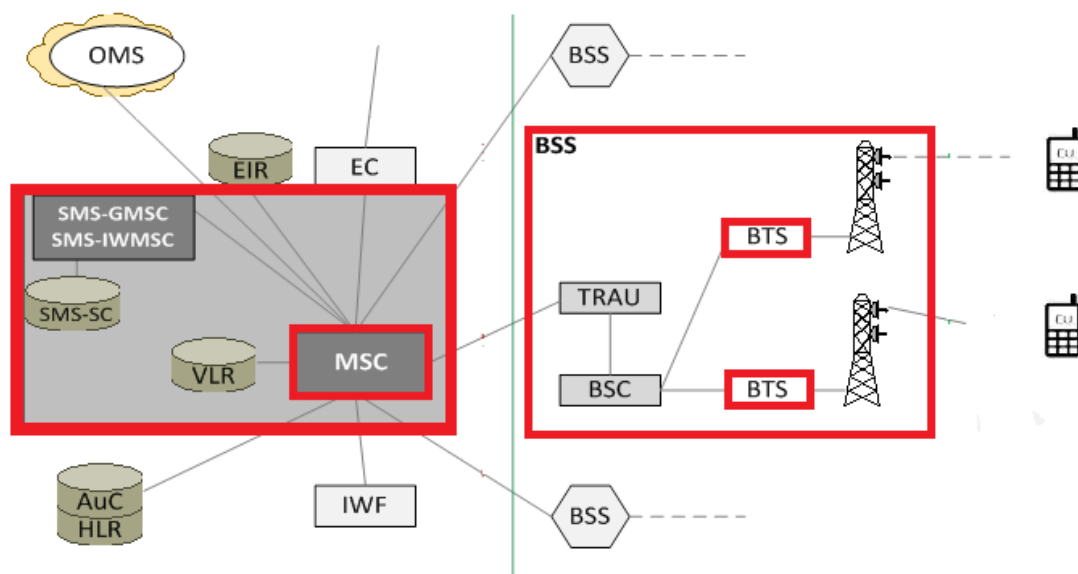 OMS
BSS
EIR
EC
BSS
SMS-GMSC
SMS-IWMSC
SMS-SC
VLR
MSC
TRAU
BSC
BTS
BTS
AuC
HLR
IWF
BSS